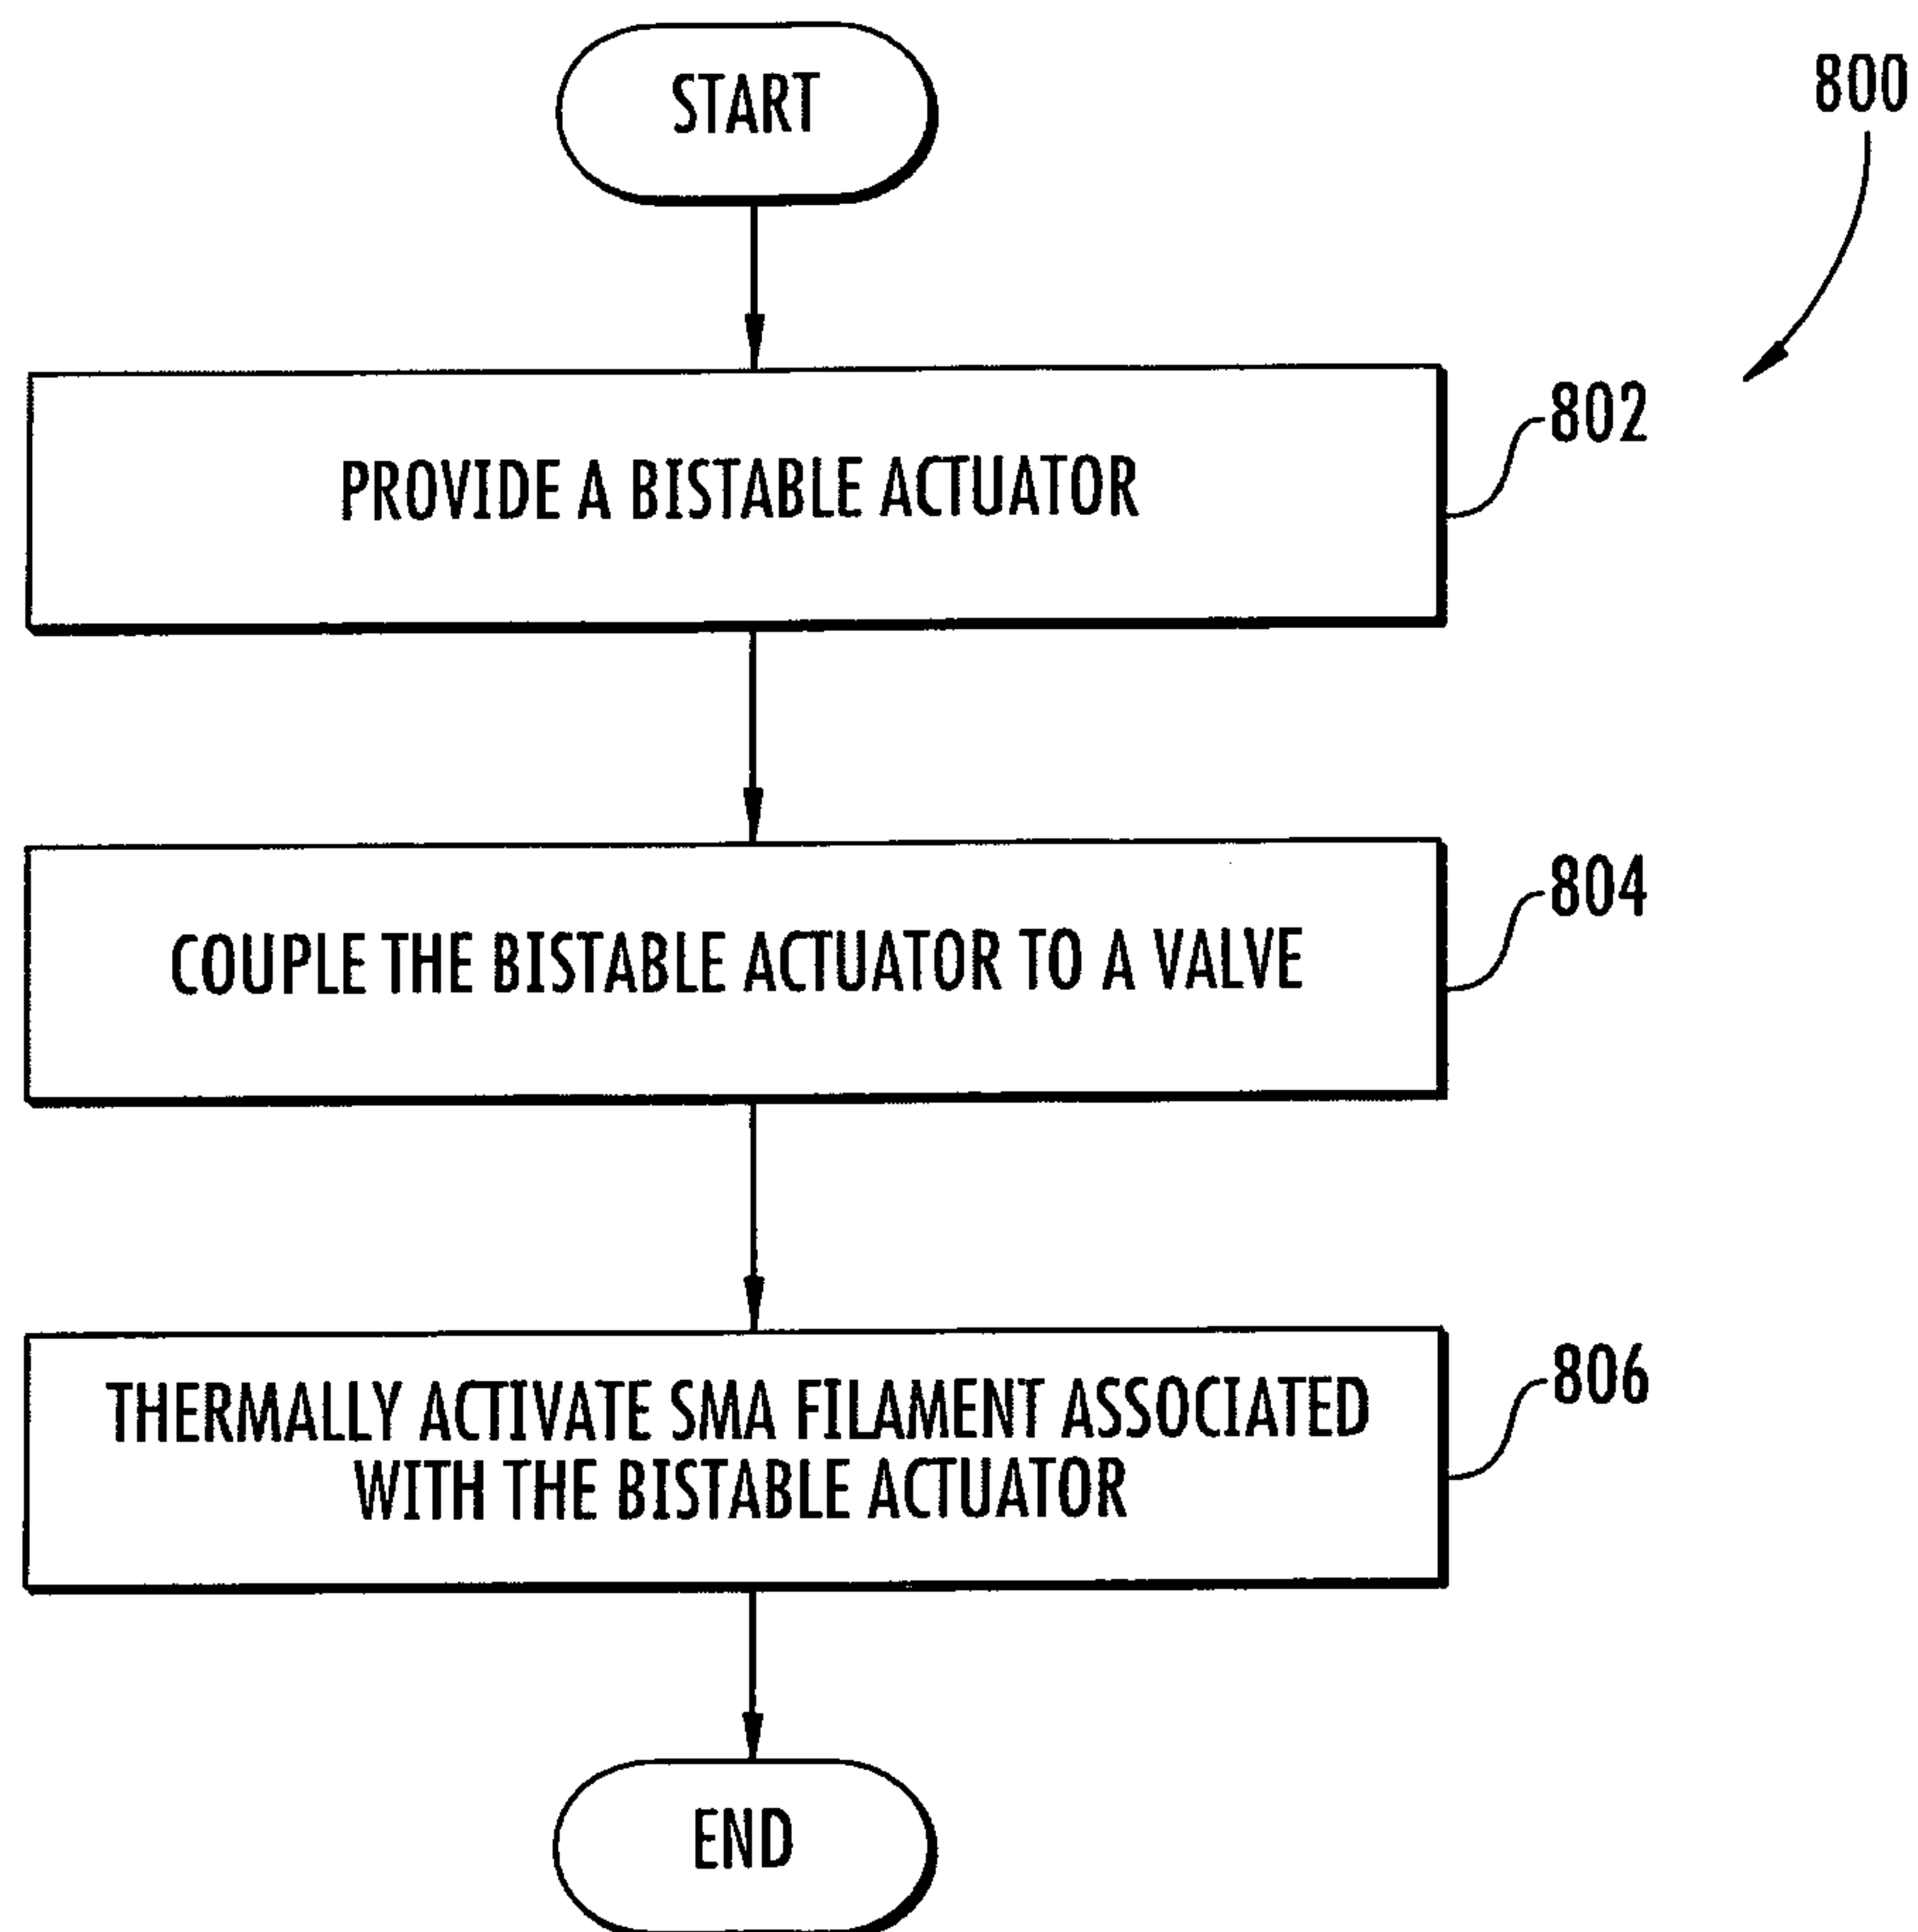 START
800
802
PROVIDE A BISTABLE ACTUATOR
804
COUPLE THE BISTABLE ACTUATOR TO A VALVE
806
THERMALLY ACTIVATE SMA FILAMENT ASSOCIATED
WITH THE BISTABLE ACTUATOR
END